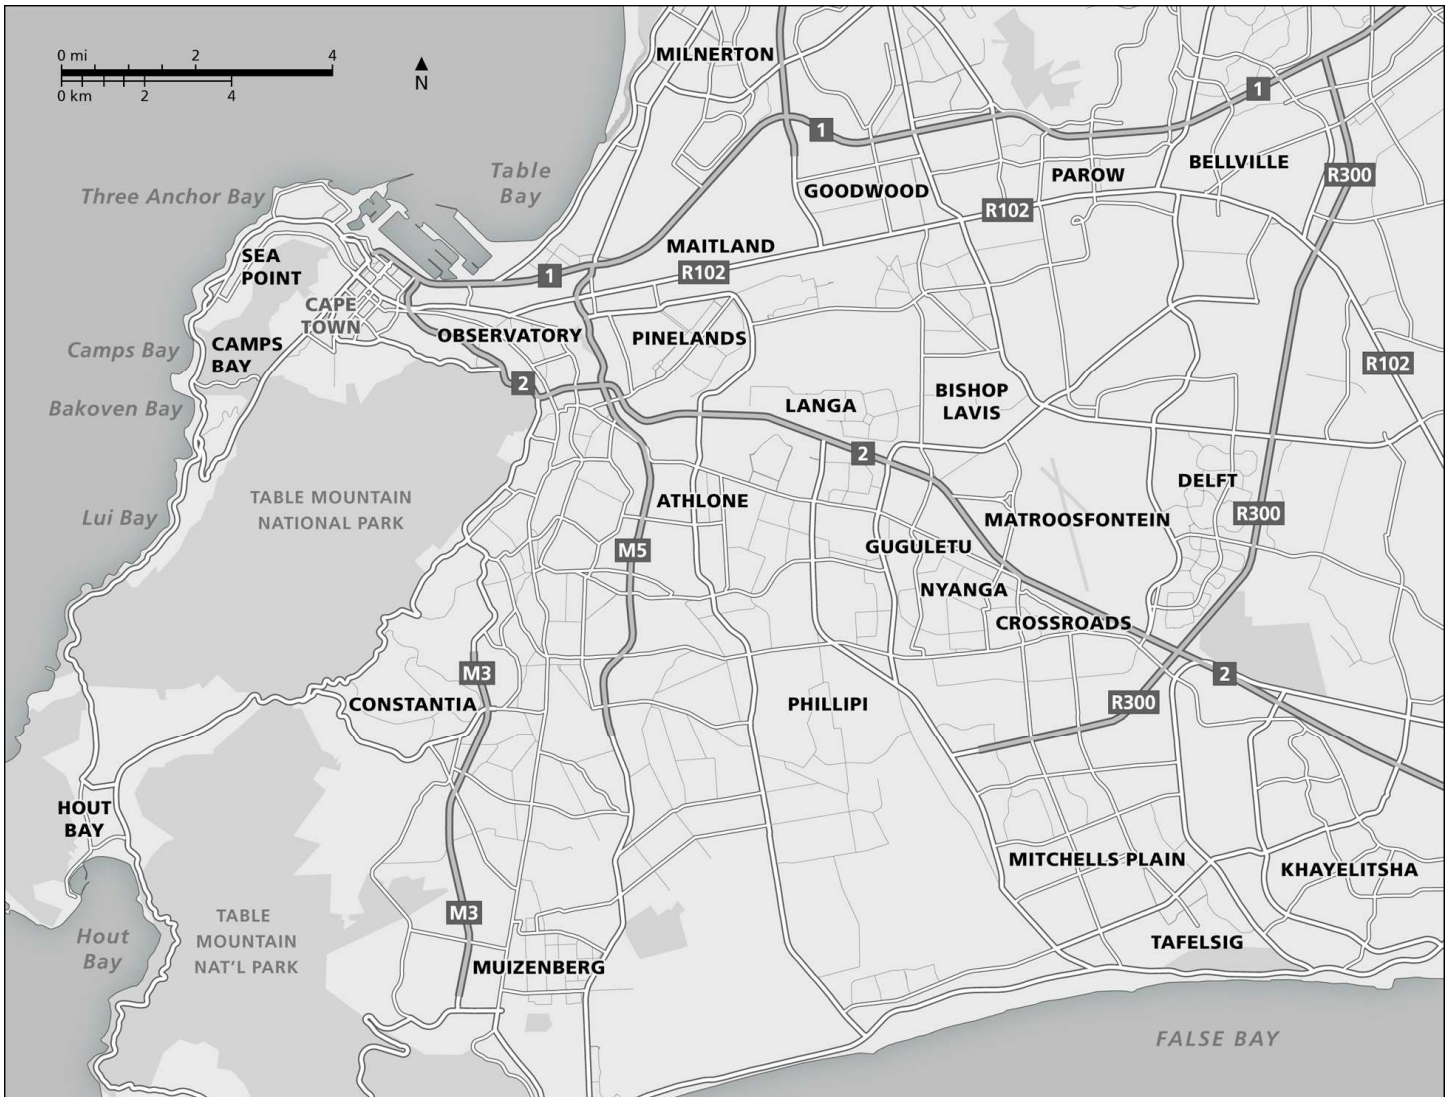 0 mi 2 4
0 km 2 4
N
MILNERTON
1
1
Table
Bay
Three Anchor Bay
BELLVILLE
PAROW
R300
GOODWOOD
R102
MAITLAND
R102
1
SEA
POINT
CAPE
TOWN
OBSERVATORY
PINELANDS
CAMPS
BAY
Camps Bay
R102
2
BISHOP
LAVIS
LANGA
Bakoven Bay
2
DELFT
TABLE MOUNTAIN
NATIONAL PARK
ATHLONE
Lui Bay
MATROOSFONTEIN
R300
M5
GUGULETU
NYANGA
CROSSROADS
M3
2
CONSTANTIA
PHILLIPI
R300
HOUT
BAY
MITCHELLS PLAIN
KHAYELITSHA
M3
TABLE
MOUNTAIN
NAT'L PARK
Hout
Bay
TAFELSIG
MUIZENBERG
FALSE BAY